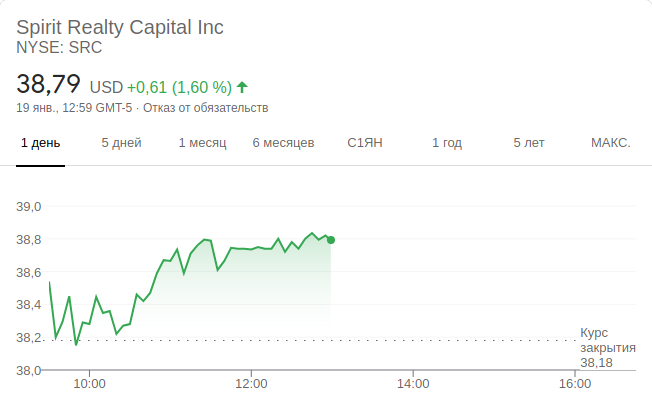 Spirit Realty Capital Inc
NYSE: SRC
38,79 USD +0,61 (1,60 %)
19 янв., 12:59 GMT-5 · Отказ от обязательств
1 день 5 дней 1 месяц 6 месяцев С1ЯН 1 год 5 лет МАКС.
39,0
38,8
38,6
38,4
38,2
38,0
Курс
закрытия
38,18
10:00 12:00 14:00 16:00